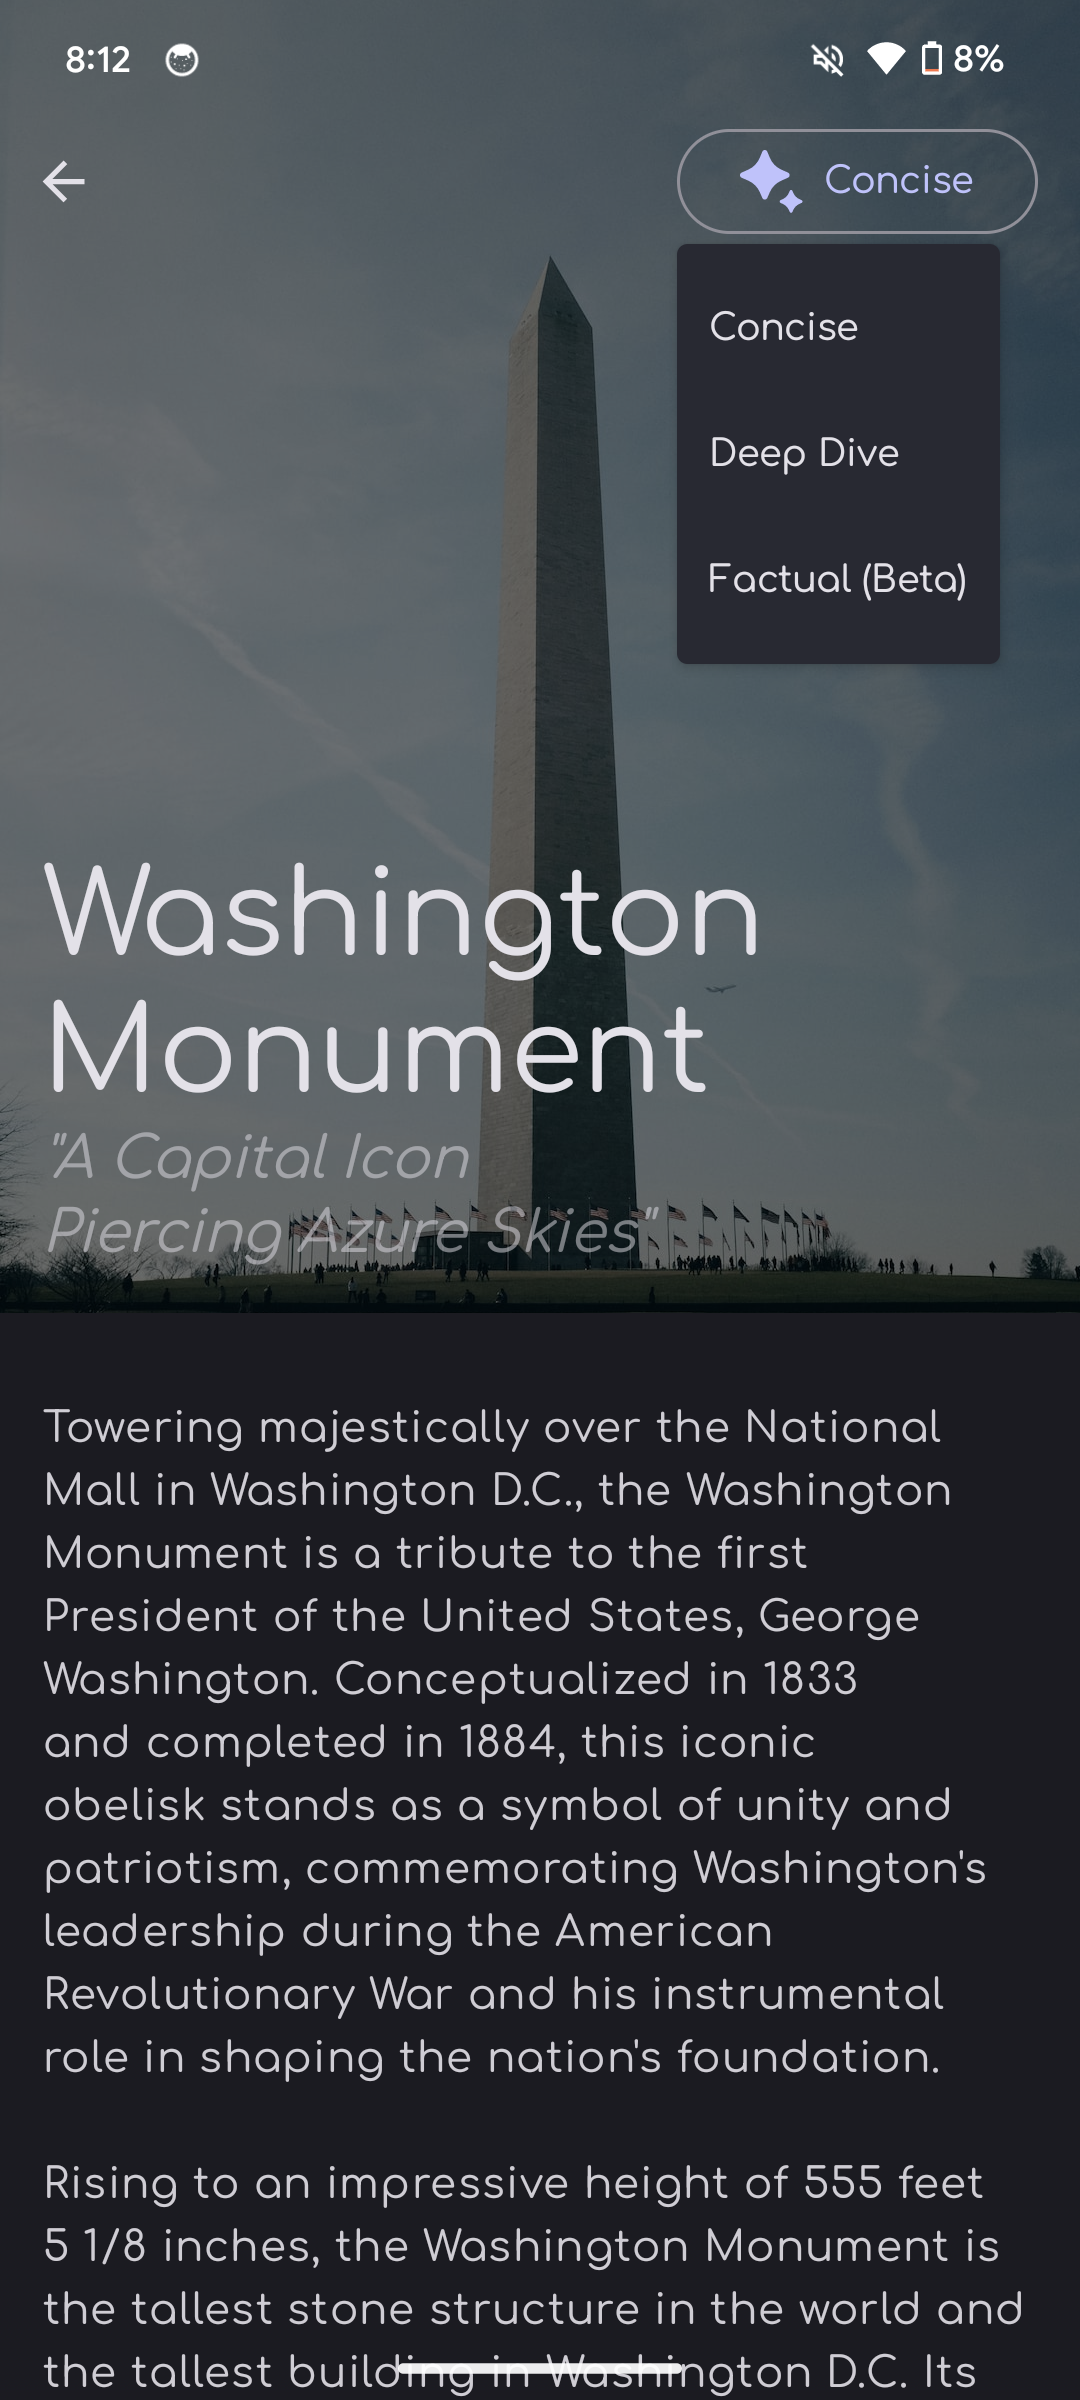 8:12
8%
Concise
Concise
Deep Dive
Factual (Beta)
Washington
Monument
"A Capital Icon
Piercing Azure Skies"
Towering majestically over the National
Mall in Washington D.C., the Washington
Monument is a tribute to the first
President of the United States, George
Washington. Conceptualized in 1833
and completed in 1884, this iconic
obelisk stands as a symbol of unity and
patriotism, commemorating Washington's
leadership during the American
Revolutionary War and his instrumental
role in shaping the nation's foundation.
Rising to an impressive height of 555 feet
5 1/8 inches, the Washington Monument is
the tallest stone structure in the world and
the tallest building in Washington D.C. Its